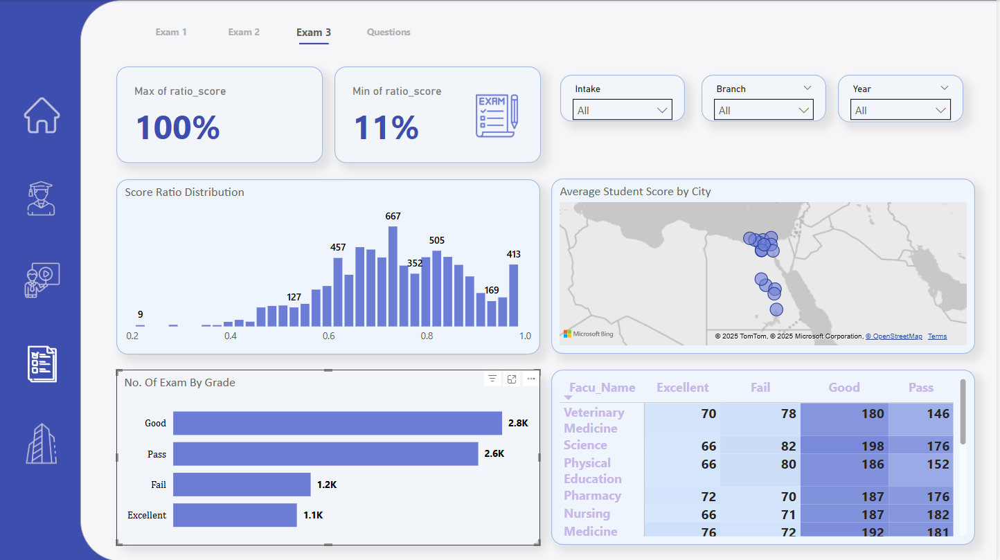 Exam 1 Exam 2 Exam 3 Questions
Max of ratio_score
100%
Min of ratio_score
11%
EXAM
Intake
All
Branch
All
Year
All
Score Ratio Distribution
9 127 457 667 352 505 169 413
0.2 0.4 0.6 0.8 1.0
Average Student Score by City
Microsoft Bing
© 2025 TomTom, © 2025 Microsoft Corporation, © OpenStreetMap Terms
No. Of Exam By Grade
Good 2.8K
Pass 2.6K
Fail 1.2K
Excellent 1.1K
Facu_Name Excellent Fail Good Pass
Veterinary 70 78 180 146
Medicine
Science 66 82 198 176
Physical 66 80 186 152
Education
Pharmacy 72 70 187 176
Nursing 66 71 187 182
Medicine 76 72 192 181